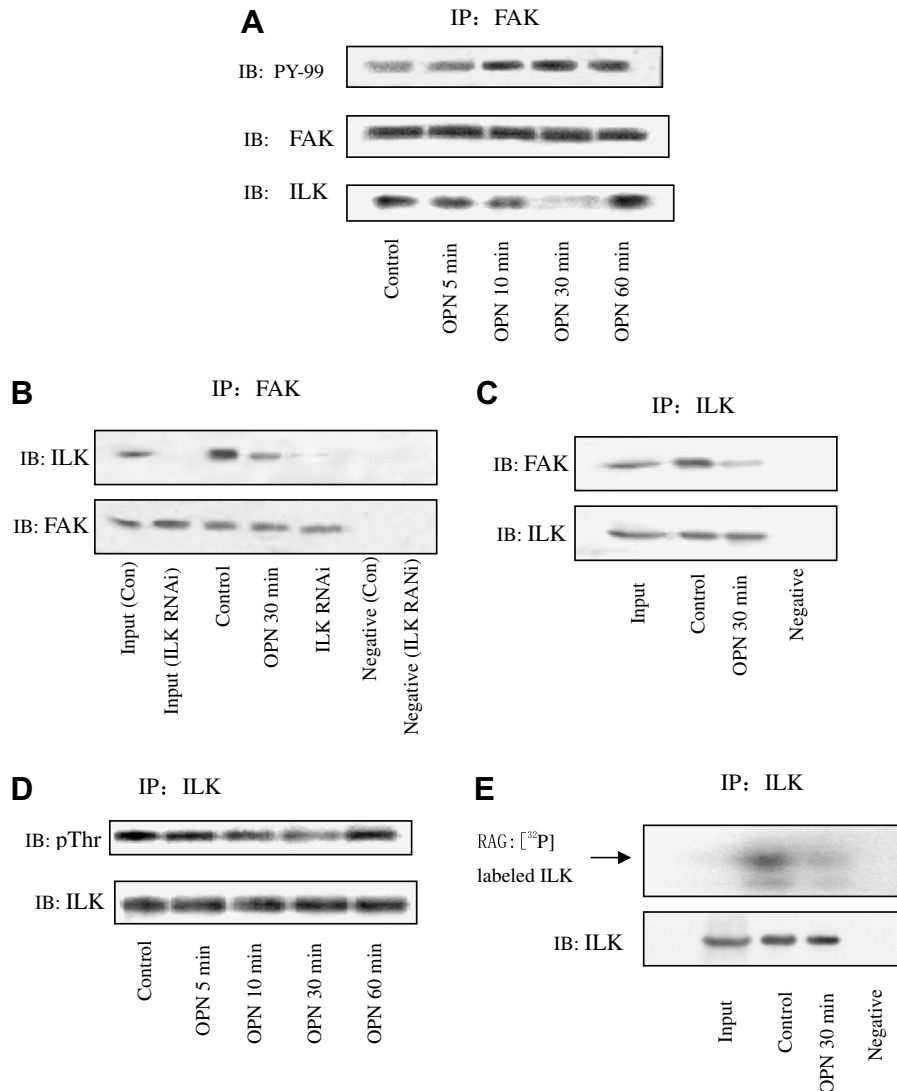 A
IP: FAK
IB: PY-99
IB: FAK
IB: ILK
Control
OPN 5 min
OPN 10 min
OPN 30 min
OPN 60 min
B
IP: FAK
IB: ILK
IB: FAK
Input (Con)
Input (ILK RNAi)
Control
OPN 30 min
ILK RNAi
Negative (Con)
Negative (ILK RANi)
C
IP: ILK
IB: FAK
IB: ILK
Input
Control
OPN 30 min
Negative
D
IP: ILK
IB: pThr
IB: ILK
Control
OPN 5 min
OPN 10 min
OPN 30 min
OPN 60 min
E
IP: ILK
RAG: [³²P]
labeled ILK
IB: ILK
Input
Control
OPN 30 min
Negative